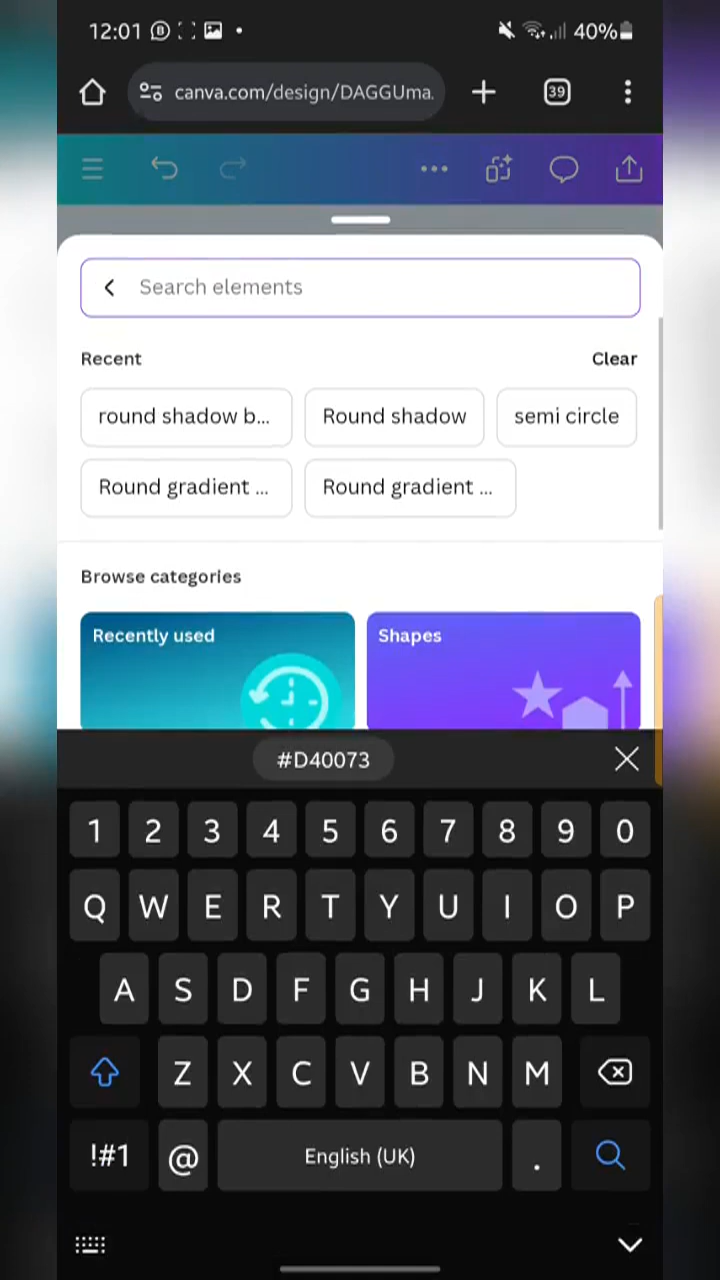 12:01 40%
canva.com/design/DAGGUma.
39
Search elements
Recent Clear
round shadow b... Round shadow semi circle
Round gradient ... Round gradient ...
Browse categories
Recently used Shapes
#D40073
1 2 3 4 5 6 7 8 9 0
Q W E R T Y U I O P
A S D F G H J K L
Z X C V B N M
!#1 @ English (UK) .